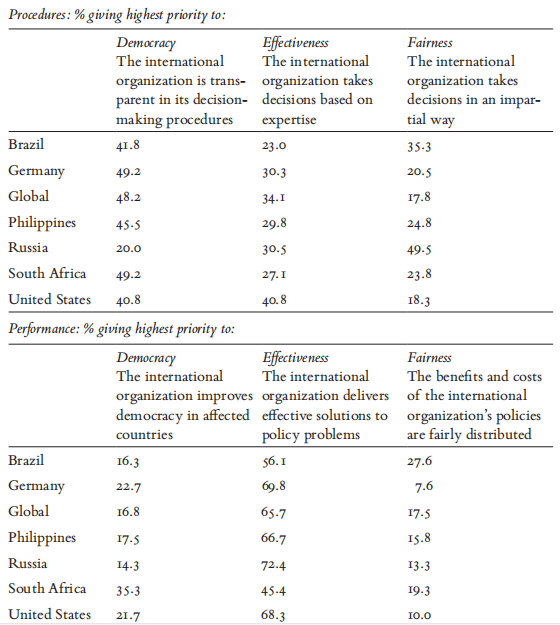 Procedures: % giving highest priority to:
Democracy Effectiveness Fairness
The international The international The international
organization is trans- organization takes organization takes
parent in its decision- decisions based on decisions in an impar-
making procedures expertise tial way
Brazil 41.8 23.0 35.3
Germany 49.2 30.3 20.5
Global 48.2 34.1 17.8
Philippines 45.5 29.8 24.8
Russia 20.0 30.5 49.5
South Africa 49.2 27.1 23.8
United States 40.8 40.8 18.3
Performance: % giving highest priority to:
Democracy Effectiveness Fairness
The international The international The benefits and costs
organization improves organization delivers of the international
democracy in affected effective solutions to organization's policies
countries policy problems are fairly distributed
Brazil 16.3 56.1 27.6
Germany 22.7 69.8 7.6
Global 16.8 65.7 17.5
Philippines 17.5 66.7 15.8
Russia 14.3 72.4 13.3
South Africa 35.3 45.4 19.3
United States 21.7 68.3 10.0